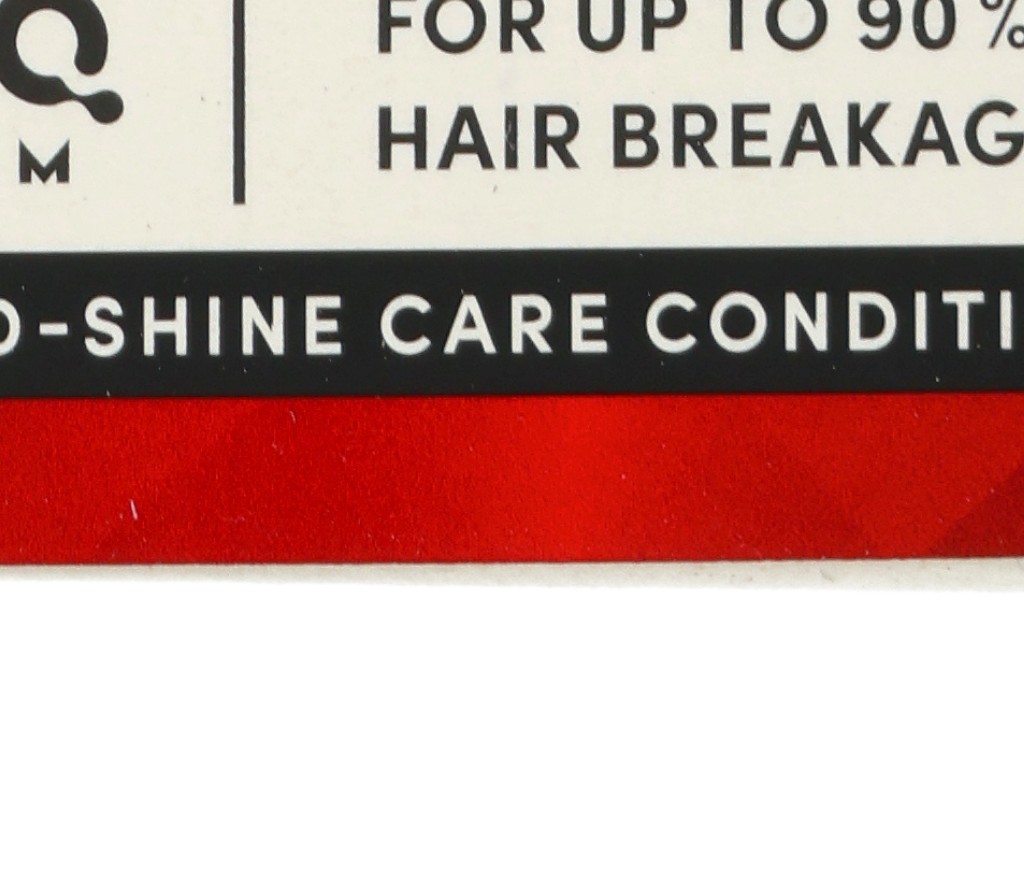 FOR UP TO 90 %
HAIR BREAKAG
M
O-SHINE CARE CONDITI